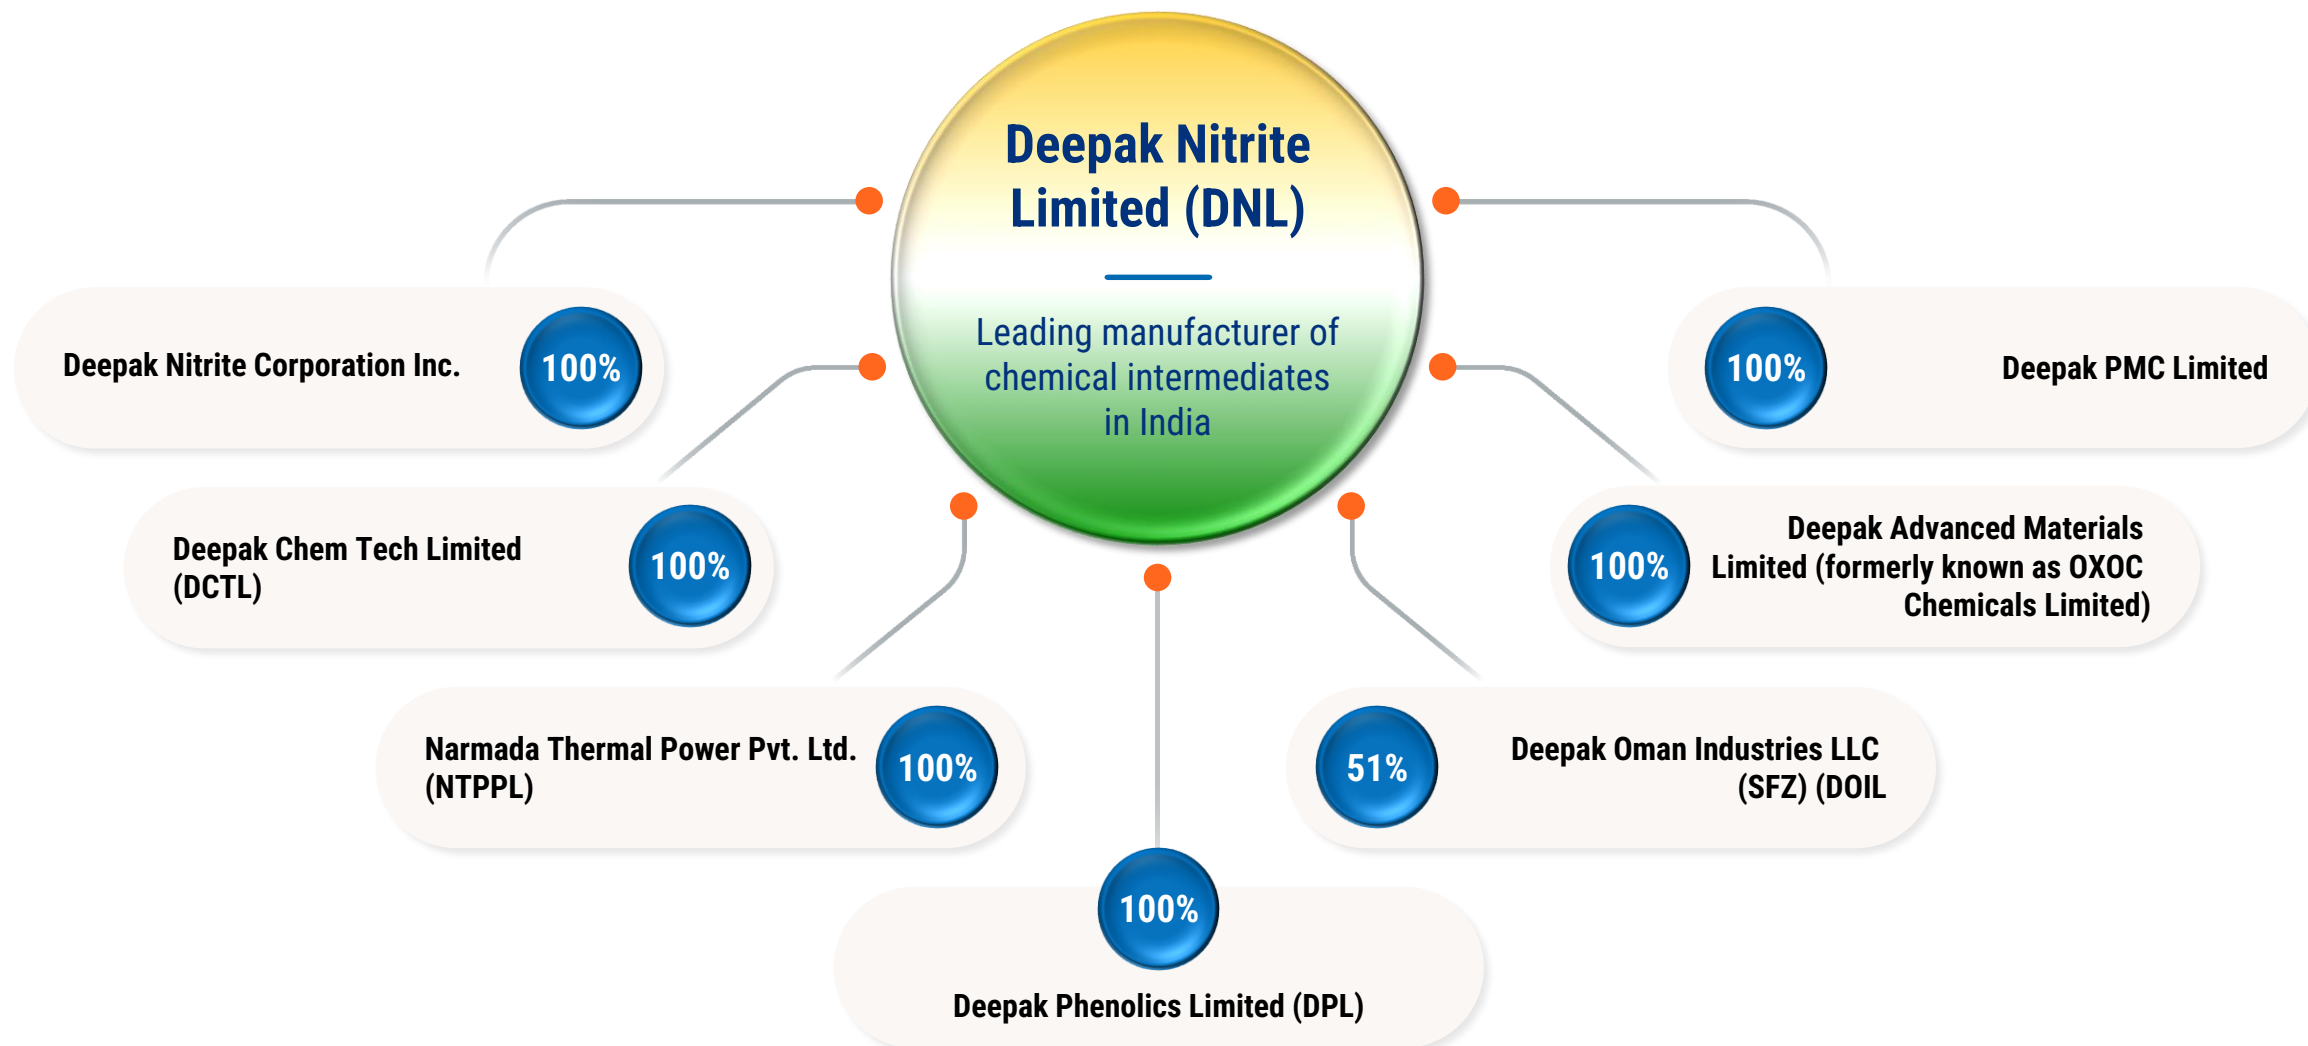 Deepak Nitrite
Limited (DNL)
Leading manufacturer of
chemical intermediates
in India
Deepak Nitrite Corporation Inc.
100%
100%
Deepak PMC Limited
Deepak Chem Tech Limited
(DCTL)
100%
100%
Deepak Advanced Materials
Limited (formerly known as OXOC
Chemicals Limited)
Narmada Thermal Power Pvt. Ltd.
(NTPPL)
100%
51%
Deepak Oman Industries LLC
(SFZ) (DOIL
100%
Deepak Phenolics Limited (DPL)